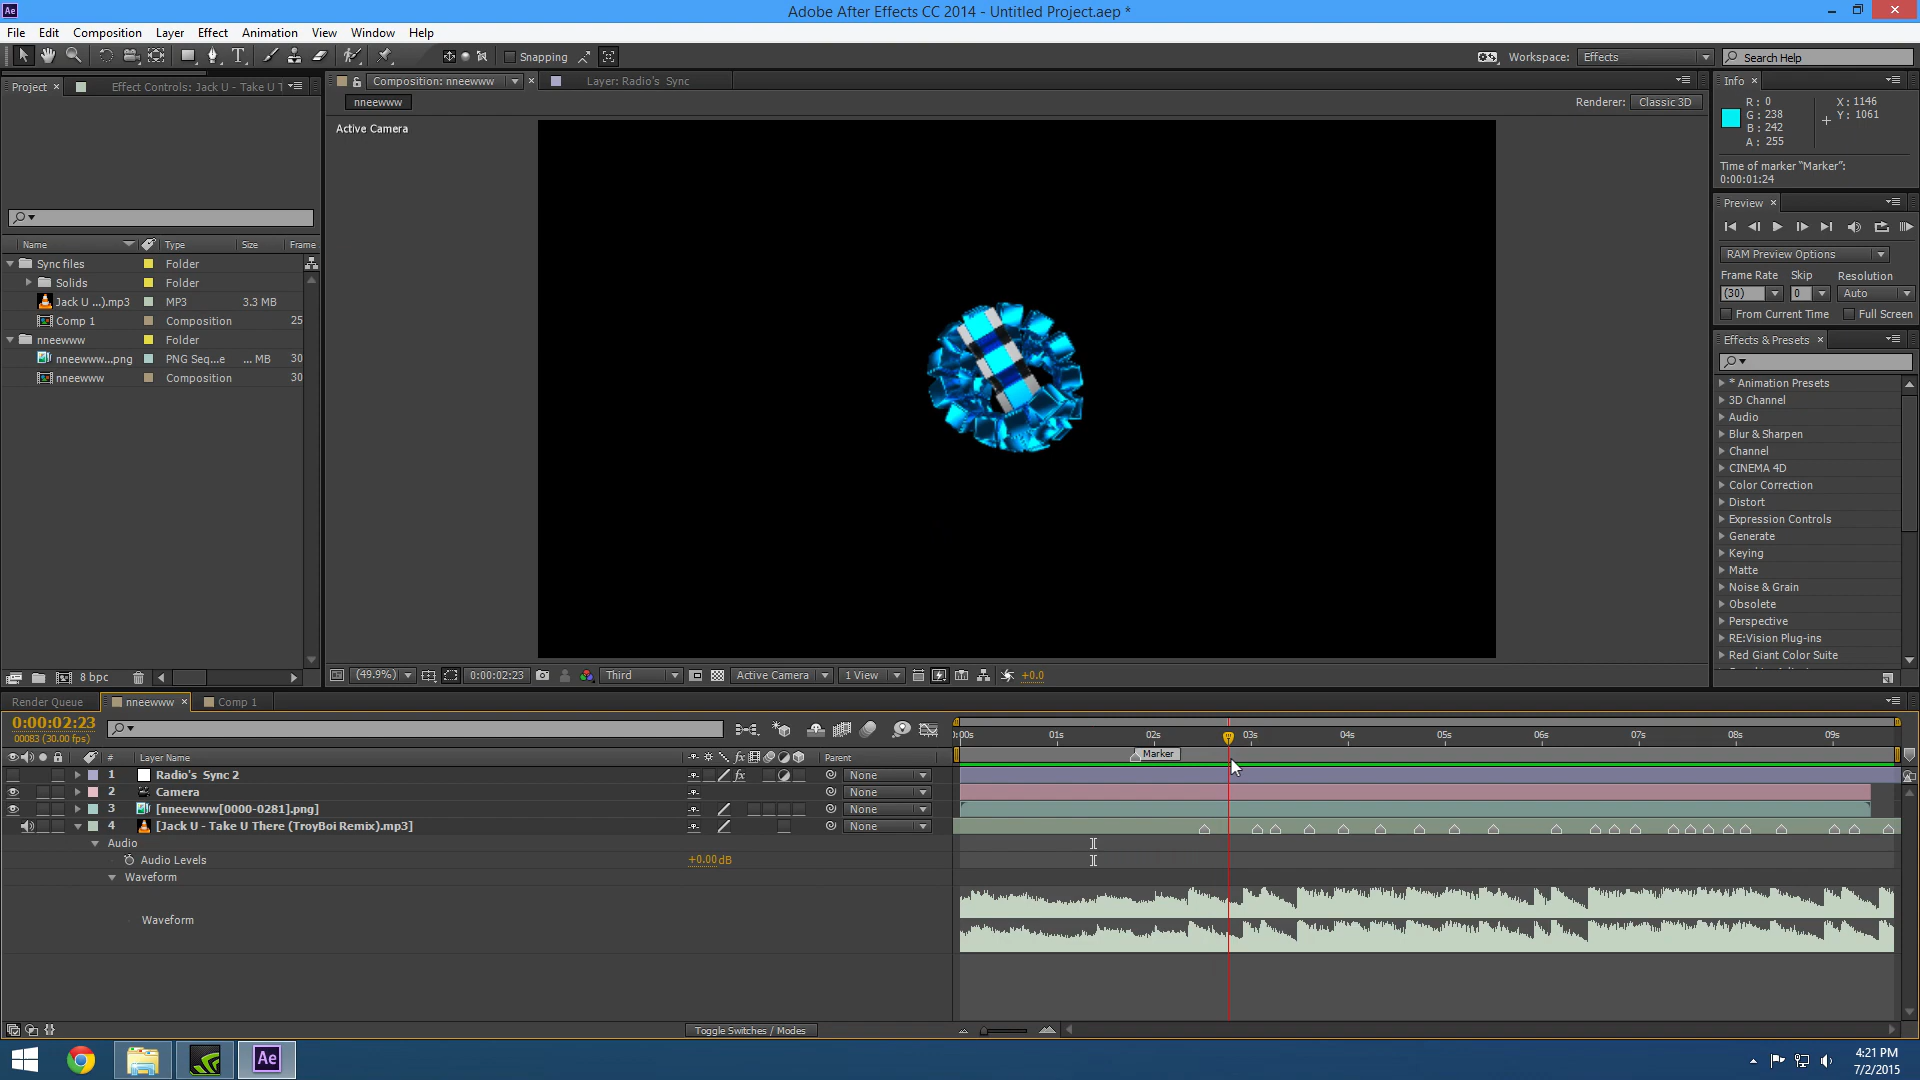 Ae
Adobe After Effects CC 2014 - Untitled Project.aep *
File Edit Composition Layer Effect Animation View Window Help
Snapping
Workspace: Effects
Search Help
Project
Effect Controls: Jack U - Take U T
Composition: nneewww
Layer: Radio's Sync
Info
nneewww
Renderer: Classic 3D
Active Camera
R: 0
G: 238
B: 242
A: 255
X: 1146
Y: 1061
Time of marker "Marker":
0:00:01:24
Preview
RAM Preview Options
Frame Rate Skip Resolution
(30) 0 Auto
From Current Time Full Screen
Effects & Presets
* Animation Presets
3D Channel
Audio
Blur & Sharpen
Channel
CINEMA 4D
Color Correction
Distort
Expression Controls
Generate
Keying
Matte
Noise & Grain
Obsolete
Perspective
RE:Vision Plug-ins
Red Giant Color Suite
Name Type Size Frame
Sync files Folder
Solids Folder
Jack U ...).mp3 MP3 3.3 MB
Comp 1 Composition 25
nneewww Folder
nneewww...png PNG Seq...e ... MB 30
nneewww Composition 30
8 bpc
(49.9%) 0:00:02:23 Third Active Camera 1 View +0.0
Render Queue nneewww Comp 1
0:00:02:23
00083 (30.00 fps)
:00s 01s 02s 03s 04s 05s 06s 07s 08s 09s
Marker
# Layer Name Parent
1 Radio's Sync 2 None
2 Camera None
3 [nneewww[0000-0281].png] None
4 [Jack U - Take U There (TroyBoi Remix).mp3] None
Audio
Audio Levels +0.00 dB
Waveform
Waveform
Toggle Switches / Modes
Ae
4:21 PM
7/2/2015